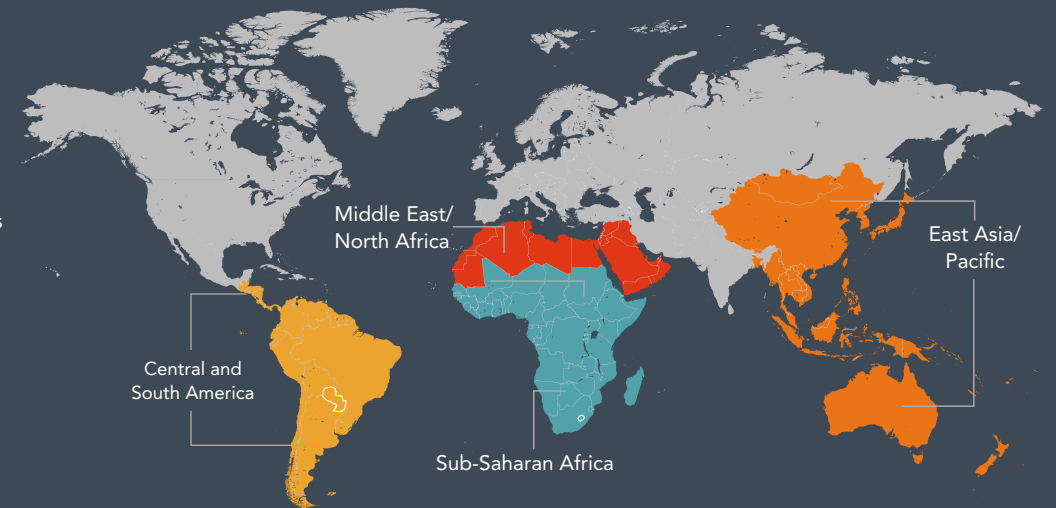 s
Middle East/
North Africa
East Asia/
Pacific
Central and
South America
Sub-Saharan Africa